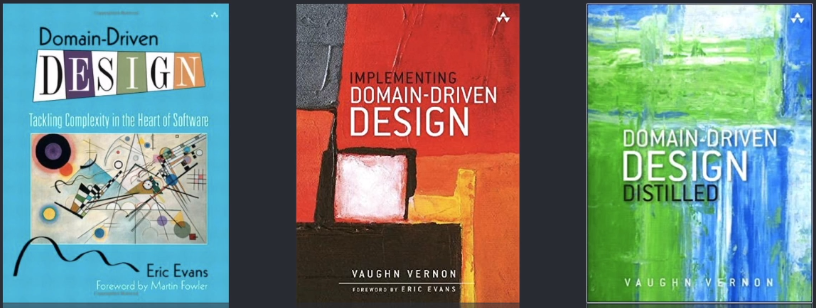 Domain-Driven
DESIGN
Tackling Complexity in the Heart of Software
Eric Evans
Foreword by Martin Fowler
IMPLEMENTING
DOMAIN-DRIVEN
DESIGN
VAUGHN VERNON
FOREWORD BY ERIC EVANS
DOMAIN-DRIVEN
DESIGN
DISTILLED
VAUGHN VERNON